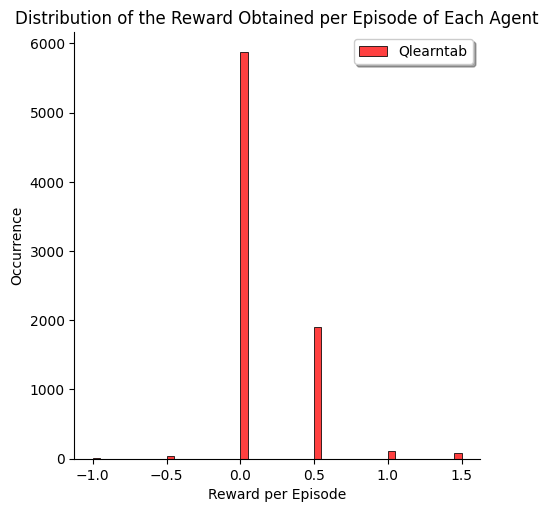 Distribution of the Reward Obtained per Episode of Each Agent
Qlearntab
6000
5000
4000
3000
2000
1000
0
Occurrence
−1.0 −0.5 0.0 0.5 1.0 1.5
Reward per Episode